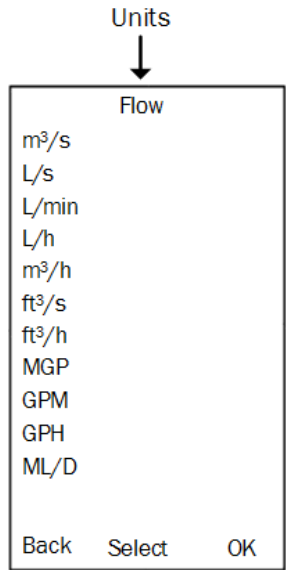 Units
Flow
m³/s
L/s
L/min
L/h
m³/h
ft³/s
ft³/h
MGP
GPM
GPH
ML/D
Back Select OK